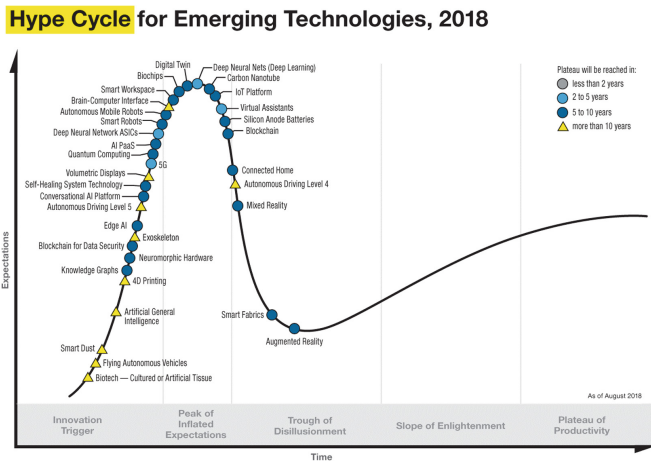 Hype Cycle for Emerging Technologies, 2018
Plateau will be reached in:
less than 2 years
2 to 5 years
5 to 10 years
more than 10 years
Digital Twin
Biochips
Smart Workspace
Brain-Computer Interface
Autonomous Mobile Robots
Smart Robots
Deep Neural Network ASICs
AI PaaS
Quantum Computing
5G
Volumetric Displays
Self-Healing System Technology
Conversational AI Platform
Autonomous Driving Level 5
Edge AI
Exoskeleton
Blockchain for Data Security
Neuromorphic Hardware
Knowledge Graphs
4D Printing
Artificial General
Intelligence
Smart Dust
Flying Autonomous Vehicles
Biotech — Cultured or Artificial Tissue
Deep Neural Nets (Deep Learning)
Carbon Nanotube
IoT Platform
Virtual Assistants
Silicon Anode Batteries
Blockchain
Connected Home
Autonomous Driving Level 4
Mixed Reality
Smart Fabrics
Augmented Reality
Expectations
As of August 2018
Innovation
Trigger
Peak of
Inflated
Expectations
Trough of
Disillusionment
Slope of Enlightenment
Plateau of
Productivity
Time